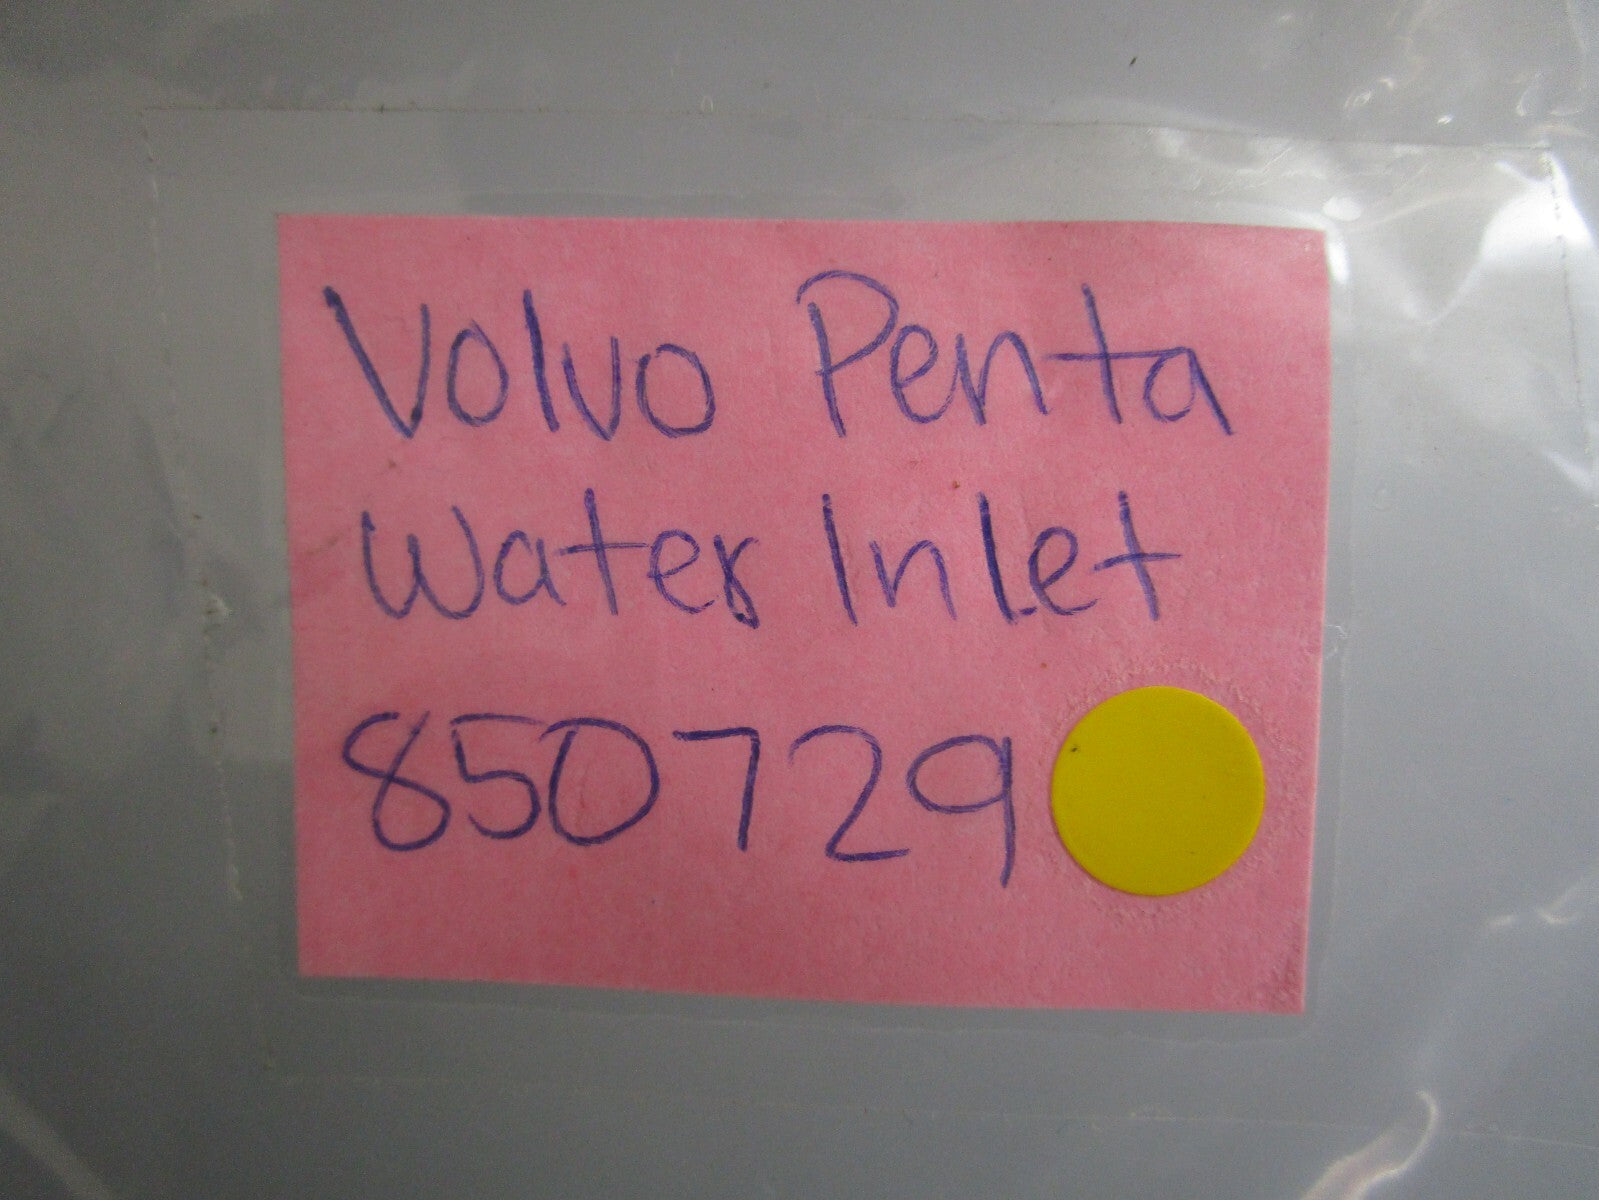 Volvo Penta
Water Inlet
850729